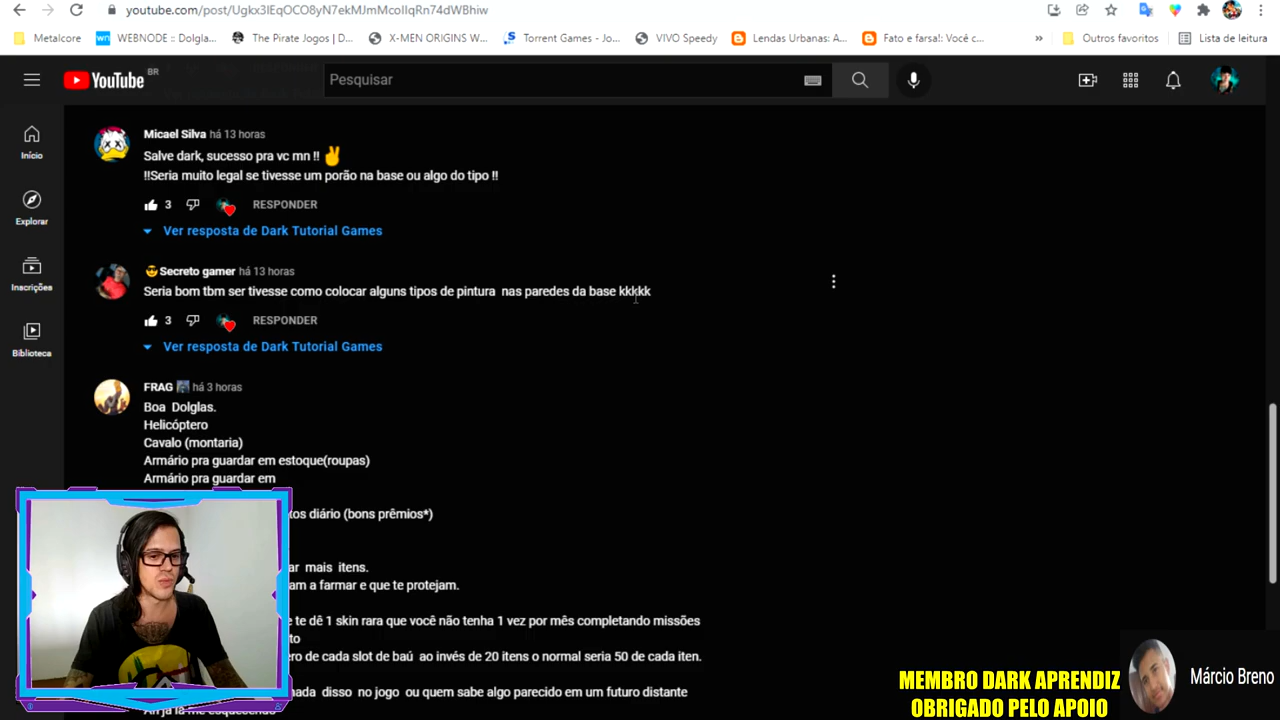 youtube.com/post/Ugkx3IEqOCO8yN7ekMJmMcoIlqRn74dWBhiw
Metalcore
WEBNODE :: Dolgla...
The Pirate Jogos | D...
X-MEN ORIGINS W...
Torrent Games - Jo...
VIVO Speedy
Lendas Urbanas: A...
Fato e farsa!: Você c...
»
Outros favoritos
Lista de leitura
YouTube BR
Pesquisar
Início
Explorar
Inscrições
Biblioteca
Micael Silva há 13 horas
Salve dark, sucesso pra vc mn !! ✌
!!Seria muito legal se tivesse um porão na base ou algo do tipo !!
3 RESPONDER
Ver resposta de Dark Tutorial Games
😎Secreto gamer há 13 horas
Seria bom tbm ser tivesse como colocar alguns tipos de pintura nas paredes da base kkkkk
3 RESPONDER
Ver resposta de Dark Tutorial Games
FRAG há 3 horas
Boa Dolglas.
Helicóptero
Cavalo (montaria)
Armário pra guardar em estoque(roupas)
Armário pra guardar em
diário (bons prêmios*)
mais itens.
a farmar e que te protejam.
te dê 1 skin rara que você não tenha 1 vez por mês completando missões
de cada slot de baú ao invés de 20 itens o normal seria 50 de cada iten.
disso no jogo ou quem sabe algo parecido em um futuro distante
MEMBRO DARK APRENDIZ
OBRIGADO PELO APOIO
Márcio Breno